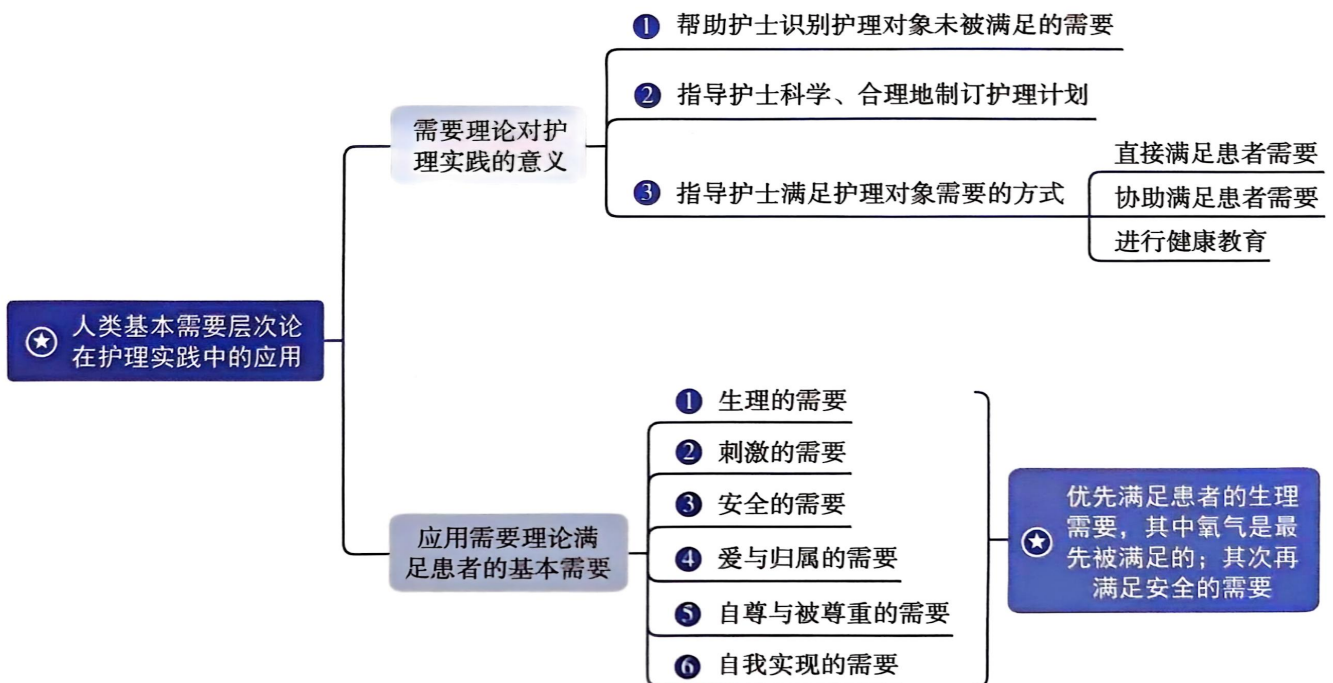 人类基本需要层次论
在护理实践中的应用
需要理论对护
理实践的意义
❶ 帮助护士识别护理对象未被满足的需要
❷ 指导护士科学、合理地制订护理计划
❸ 指导护士满足护理对象需要的方式
直接满足患者需要
协助满足患者需要
进行健康教育
应用需要理论满
足患者的基本需要
❶ 生理的需要
❷ 刺激的需要
❸ 安全的需要
❹ 爱与归属的需要
❺ 自尊与被尊重的需要
❻ 自我实现的需要
优先满足患者的生理
需要，其中氧气是最
先被满足的；其次再
满足安全的需要